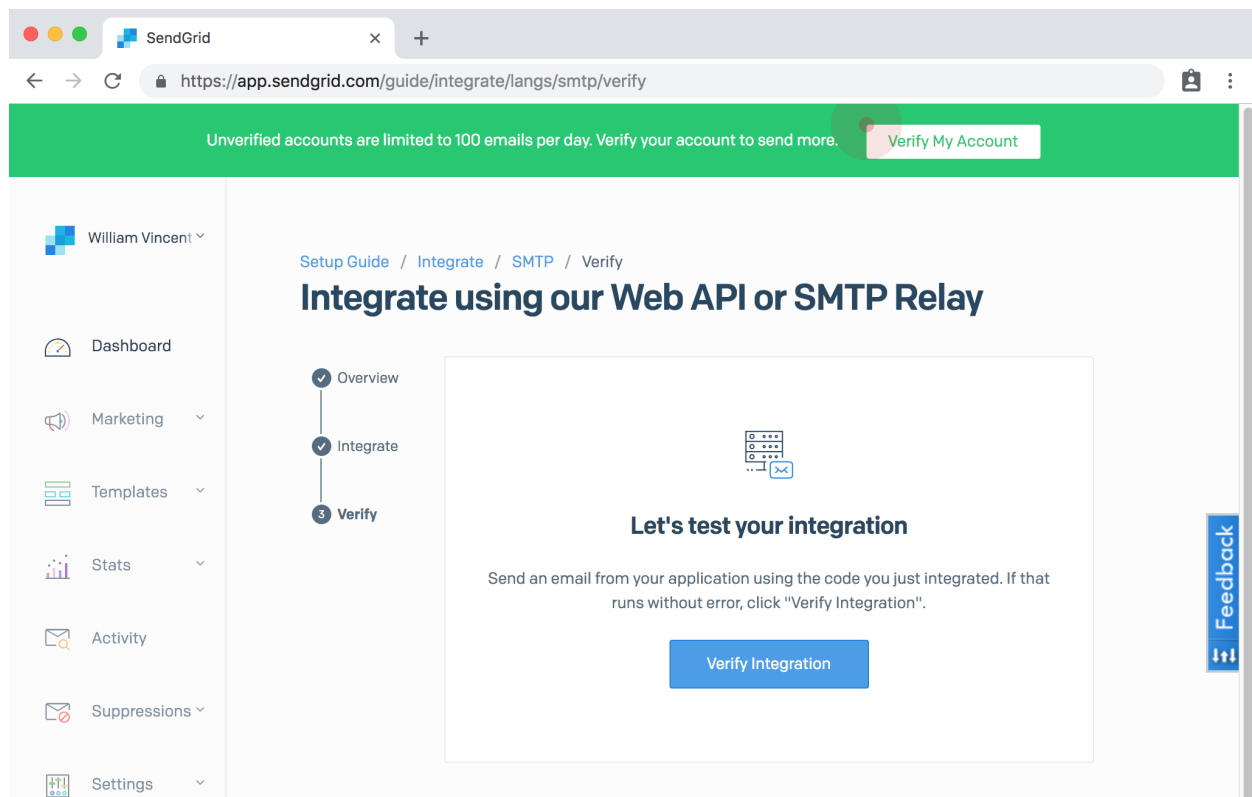 SendGrid
https://app.sendgrid.com/guide/integrate/langs/smtp/verify
Unverified accounts are limited to 100 emails per day. Verify your account to send more.
Verify My Account
William Vincent
Dashboard
Marketing
Templates
Stats
Activity
Suppressions
Settings
Setup Guide / Integrate / SMTP / Verify
Integrate using our Web API or SMTP Relay
Overview
Integrate
3 Verify
Let's test your integration
Send an email from your application using the code you just integrated. If that
runs without error, click "Verify Integration".
Verify Integration
Feedback